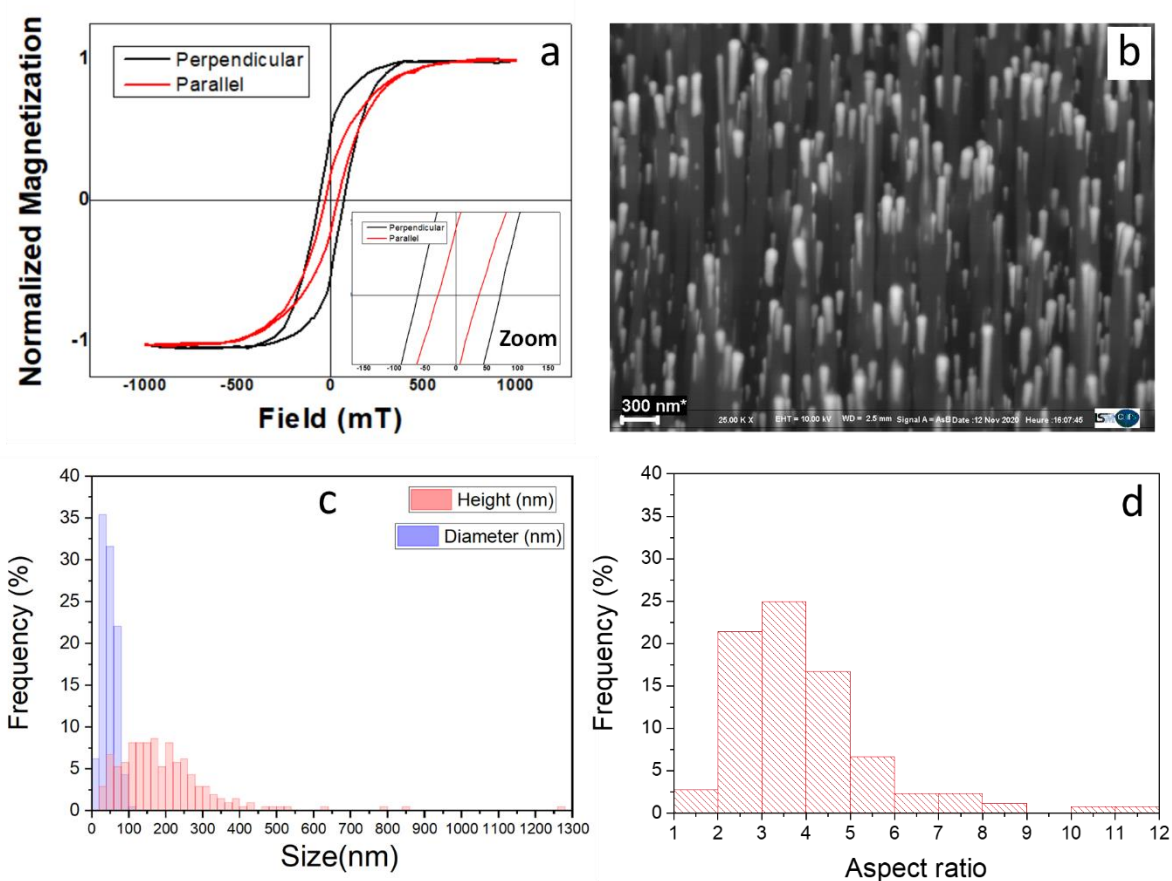 a
Perpendicular
Parallel
Normalized Magnetization
1
0
-1
-1000
-500
0
500
1000
Field (mT)
Perpendicular
Parallel
Zoom
-150
-100
-50
0
50
100
150
b
300 nm*
25.00 K X EHT = 10.00 kV WD = 2.5 mm Signal A = AsB Date :12 Nov 2020 Heure :16:07:45
c
Height (nm)
Diameter (nm)
Frequency (%)
40
35
30
25
20
15
10
5
0
0 100 200 300 400 500 600 700 800 900 1000 1100 1200 1300
Size(nm)
d
Frequency (%)
40
35
30
25
20
15
10
5
0
1 2 3 4 5 6 7 8 9 10 11 12
Aspect ratio